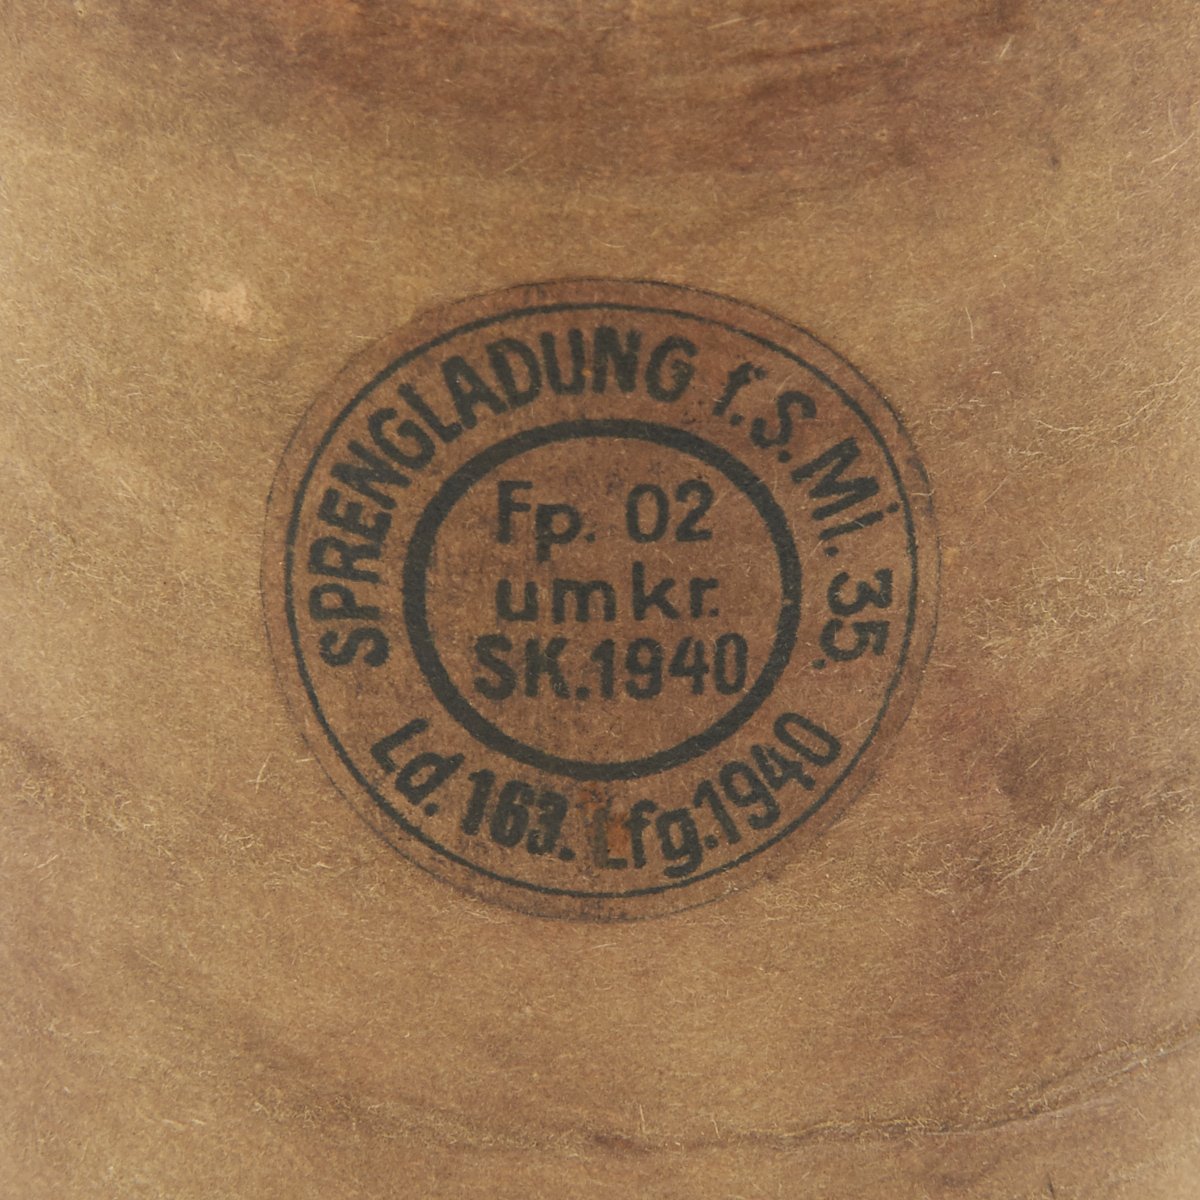 SPRENGLADUNG f. S. Mi. 35.
Fp. 02
umkr.
SK. 1940
Ld. 163. Lfg. 1940